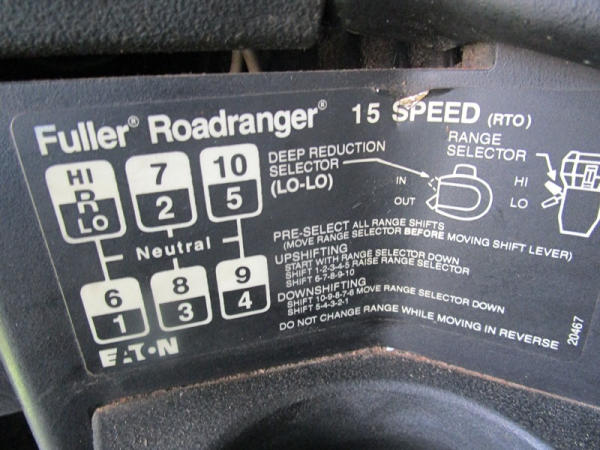 Fuller® Roadranger® 15 SPEED (RTO)
HI 7 10
R 2 5
LO
Neutral
6 8 9
1 3 4
EATON
DEEP REDUCTION
SELECTOR
(LO-LO)
IN
OUT
RANGE
SELECTOR
HI
LO
PRE-SELECT ALL RANGE SHIFTS
(MOVE RANGE SELECTOR BEFORE MOVING SHIFT LEVER)
UPSHIFTING
START WITH RANGE SELECTOR DOWN
SHIFT 1-2-3-4-5 RAISE RANGE SELECTOR
SHIFT 6-7-8-9-10
DOWNSHIFTING
SHIFT 10-9-8-7-6 MOVE RANGE SELECTOR DOWN
SHIFT 5-4-3-2-1
DO NOT CHANGE RANGE WHILE MOVING IN REVERSE
20467